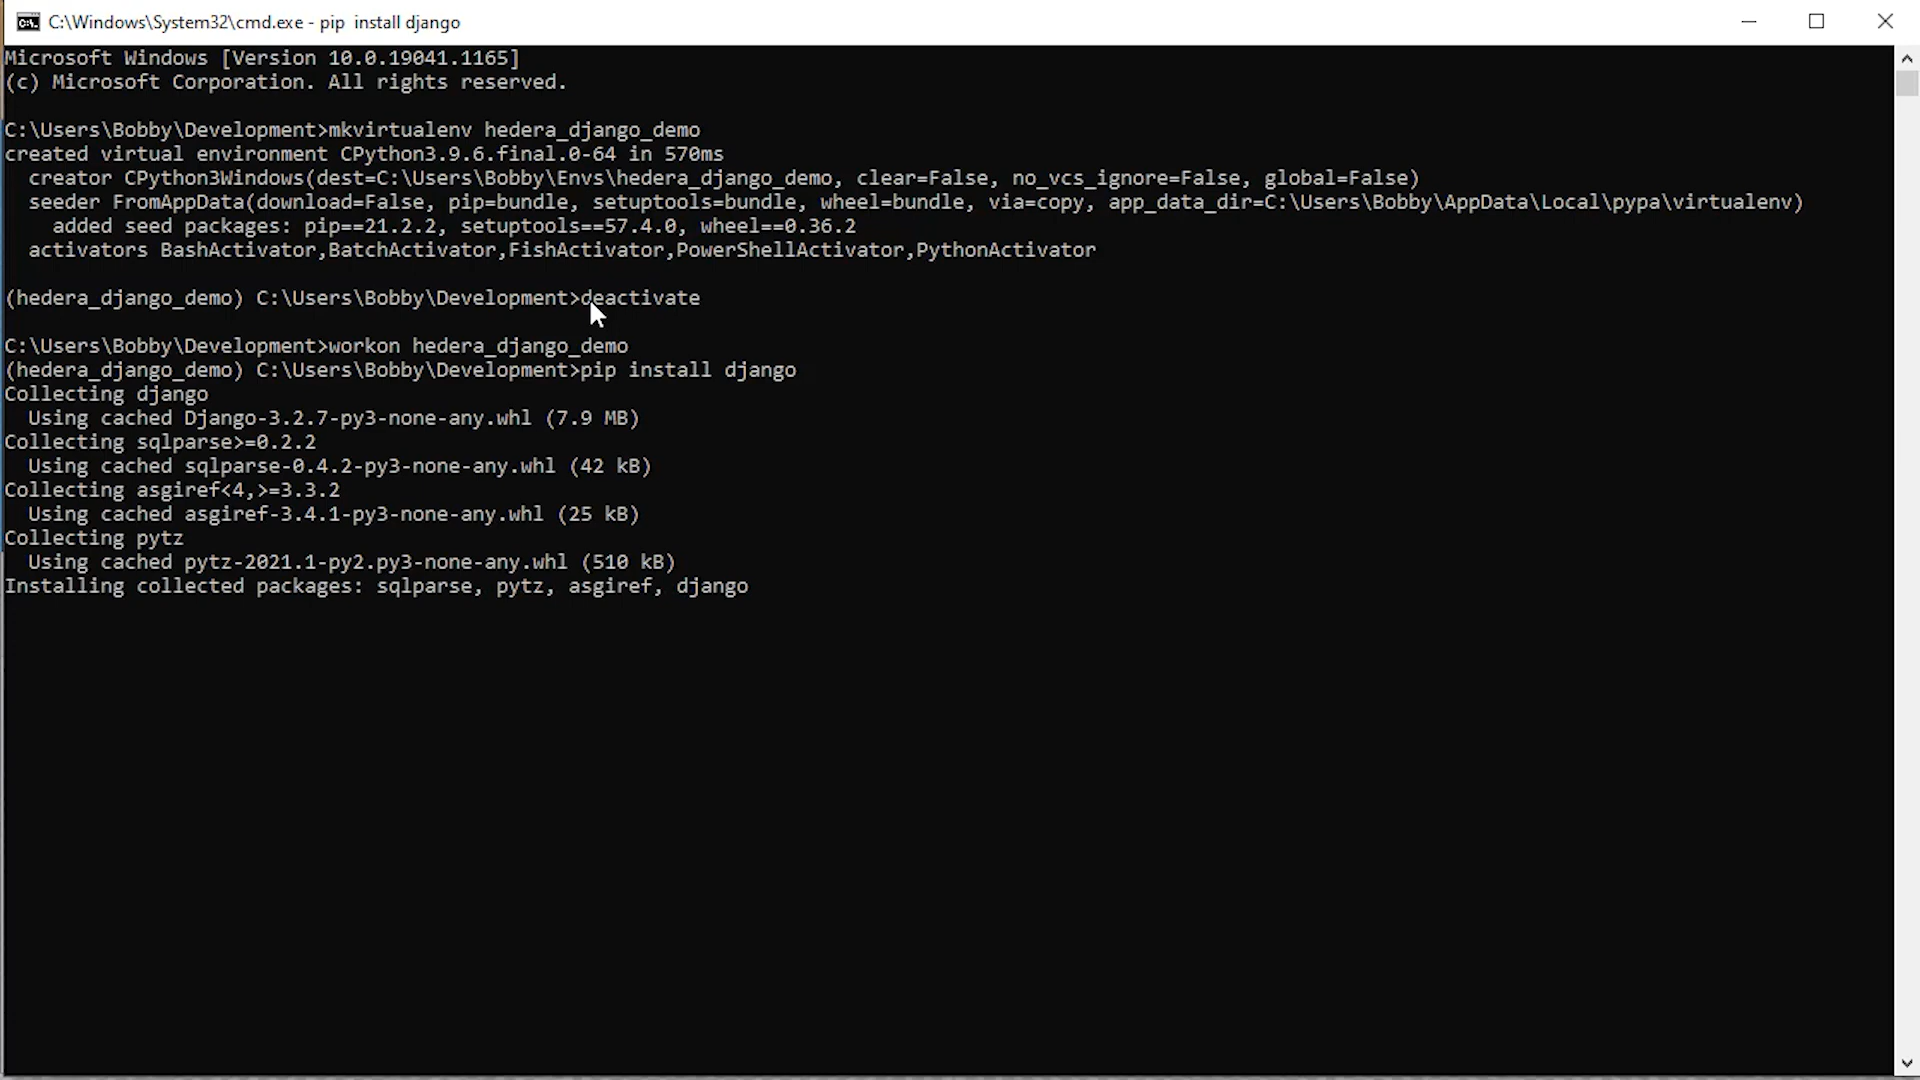 C:\Windows\System32\cmd.exe - pip  install django
Microsoft Windows [Version 10.0.19041.1165]
(c) Microsoft Corporation. All rights reserved.
C:\Users\Bobby\Development>mkvirtualenv hedera_django_demo
created virtual environment CPython3.9.6.final.0-64 in 570ms
  creator CPython3Windows(dest=C:\Users\Bobby\Envs\hedera_django_demo, clear=False, no_vcs_ignore=False, global=False)
  seeder FromAppData(download=False, pip=bundle, setuptools=bundle, wheel=bundle, via=copy, app_data_dir=C:\Users\Bobby\AppData\Local\pypa\virtualenv)
    added seed packages: pip==21.2.2, setuptools==57.4.0, wheel==0.36.2
  activators BashActivator,BatchActivator,FishActivator,PowerShellActivator,PythonActivator
(hedera_django_demo) C:\Users\Bobby\Development>deactivate
C:\Users\Bobby\Development>workon hedera_django_demo
(hedera_django_demo) C:\Users\Bobby\Development>pip install django
Collecting django
  Using cached Django-3.2.7-py3-none-any.whl (7.9 MB)
Collecting sqlparse>=0.2.2
  Using cached sqlparse-0.4.2-py3-none-any.whl (42 kB)
Collecting asgiref<4,>=3.3.2
  Using cached asgiref-3.4.1-py3-none-any.whl (25 kB)
Collecting pytz
  Using cached pytz-2021.1-py2.py3-none-any.whl (510 kB)
Installing collected packages: sqlparse, pytz, asgiref, django